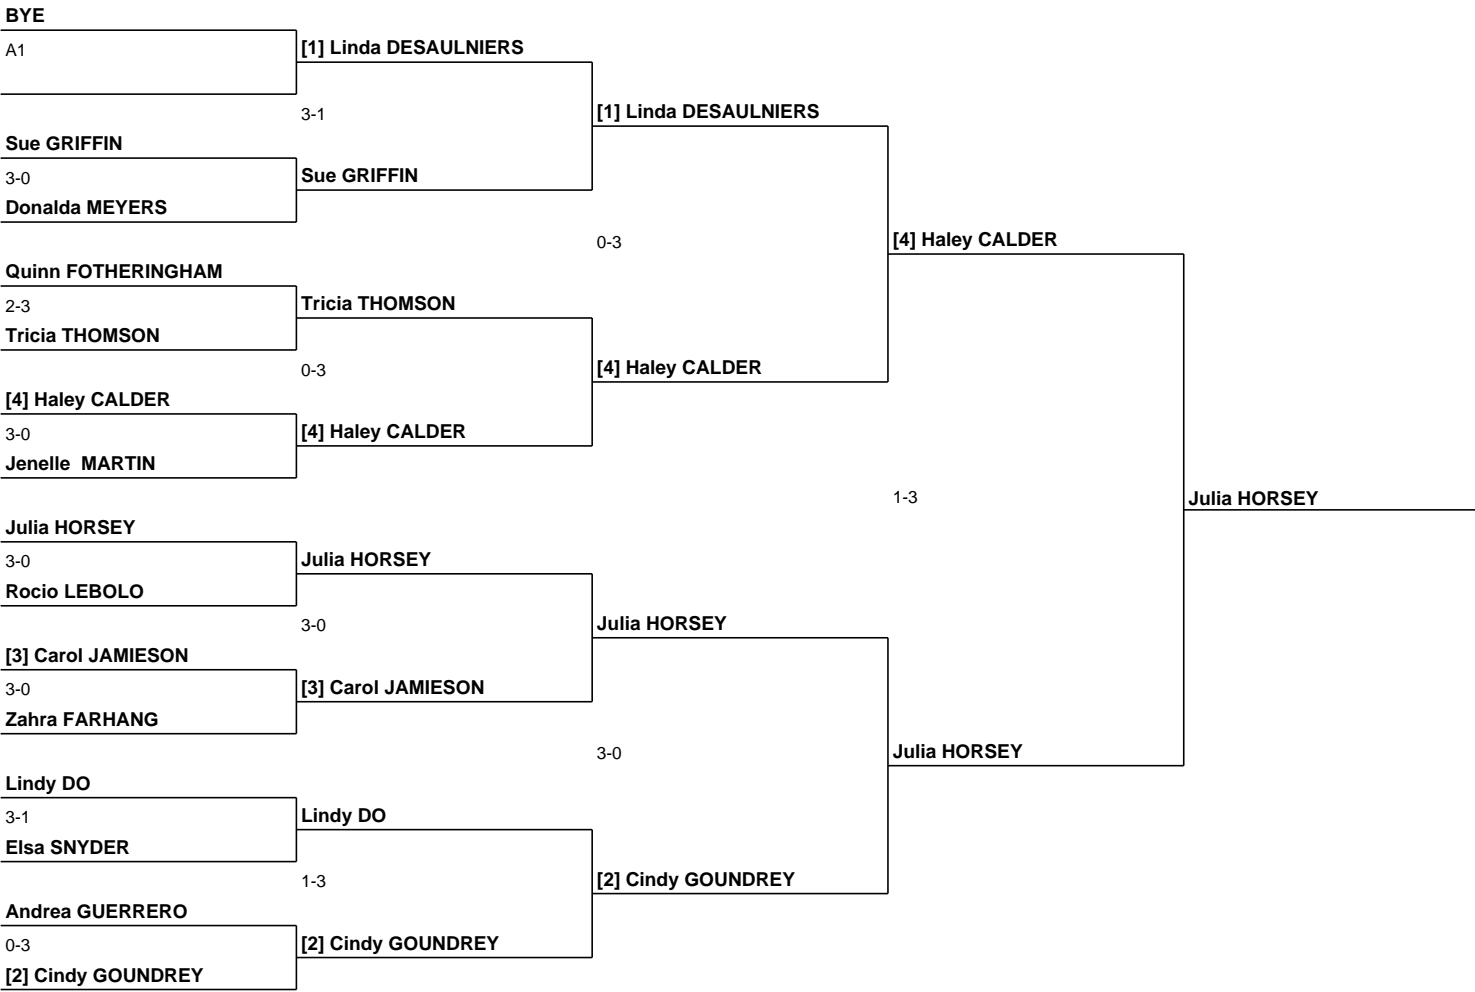 BYE
A1
[1] Linda DESAULNIERS
3-1
[1] Linda DESAULNIERS
Sue GRIFFIN
3-0
Sue GRIFFIN
Donalda MEYERS
0-3
[4] Haley CALDER
Quinn FOTHERINGHAM
2-3
Tricia THOMSON
Tricia THOMSON
0-3
[4] Haley CALDER
[4] Haley CALDER
3-0
[4] Haley CALDER
Jenelle  MARTIN
1-3
Julia HORSEY
Julia HORSEY
3-0
Julia HORSEY
Rocio LEBOLO
3-0
Julia HORSEY
[3] Carol JAMIESON
3-0
[3] Carol JAMIESON
Zahra FARHANG
3-0
Julia HORSEY
Lindy DO
3-1
Lindy DO
Elsa SNYDER
1-3
[2] Cindy GOUNDREY
Andrea GUERRERO
0-3
[2] Cindy GOUNDREY
[2] Cindy GOUNDREY